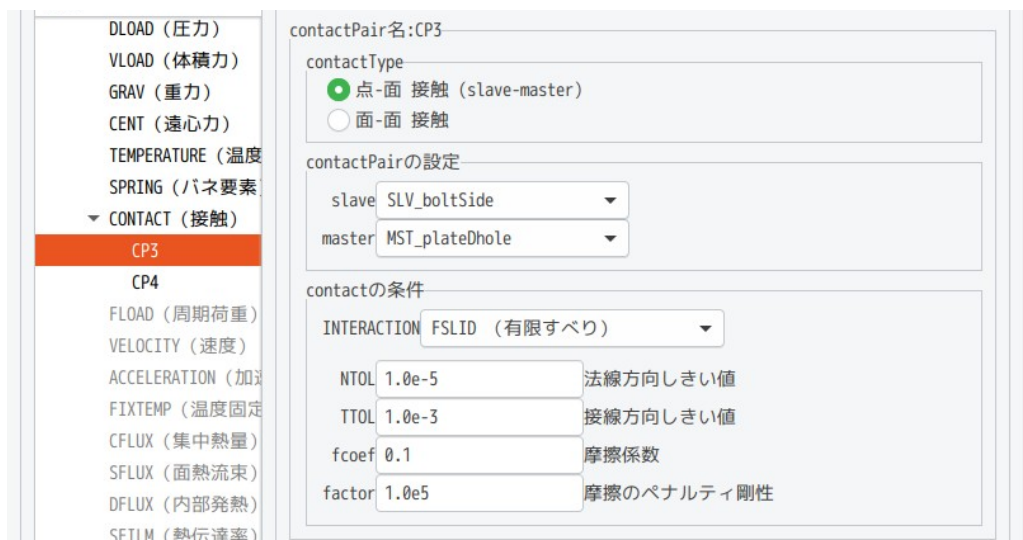 DLOAD (圧力)
VLOAD (体積力)
GRAV (重力)
CENT (遠心力)
TEMPERATURE (温度
SPRING (バネ要素
CONTACT (接触)
CP3
CP4
FLOAD (周期荷重)
VELOCITY (速度)
ACCELERATION (加速
FIXTEMP (温度固定
CFLUX (集中熱量)
SFLUX (面熱流束)
DFLUX (内部発熱)
SFILM (熱伝達率)
contactPair名:CP3
contactType
点-面 接触 (slave-master)
面-面 接触
contactPairの設定
slave SLV_boltSide
master MST_plateDhole
contactの条件
INTERACTION FSLID (有限すべり)
NTOL 1.0e-5 法線方向しきい値
TTOL 1.0e-3 接線方向しきい値
fcoef 0.1 摩擦係数
factor 1.0e5 摩擦のペナルティ剛性